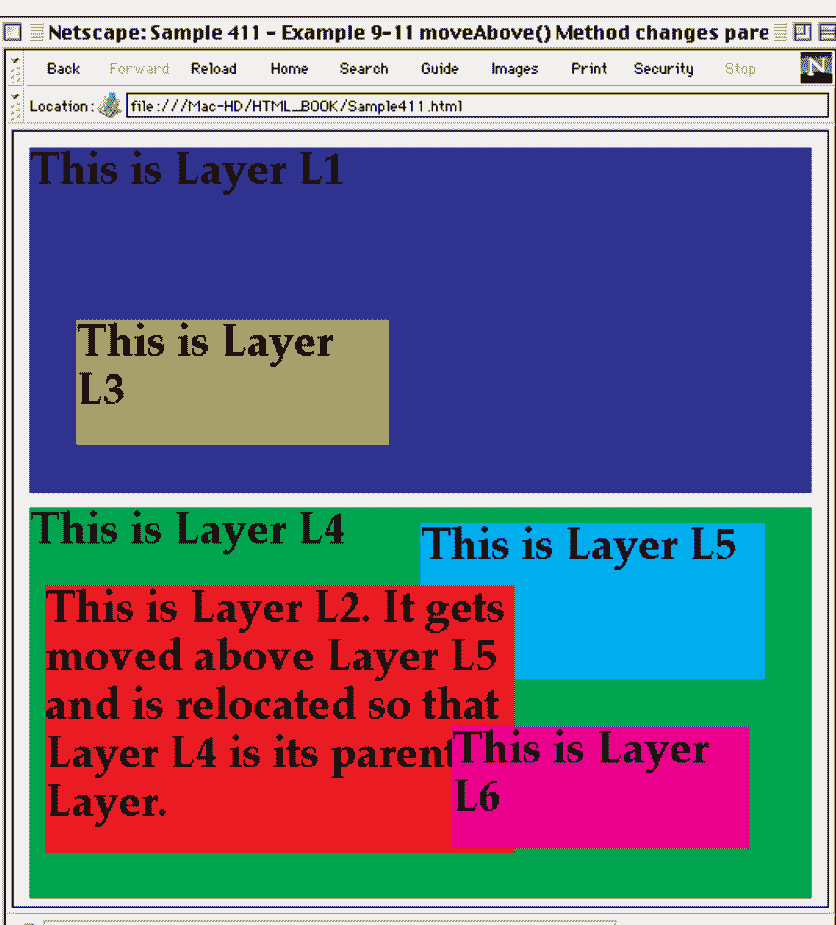 Netscape: Sample 411 - Example 9-11 moveAbove() Method changes pare
Back Forward Reload Home Search Guide Images Print Security Stop
N
Location: file:///Mac-HD/HTML_BOOK/Sample411.html
This is Layer L1
This is Layer
L3
This is Layer L4
This is Layer L5
This is Layer L2. It gets
moved above Layer L5
and is relocated so that
Layer L4 is its parent
Layer.
This is Layer
L6